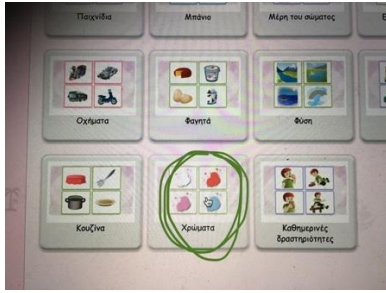 Παιχνίδια
Μπάνιο
Μέρη του σώματος
Οχήματα
Φαγητά
Φύση
Κουζίνα
Χρώματα
Καθημερινές
δραστηριότητες